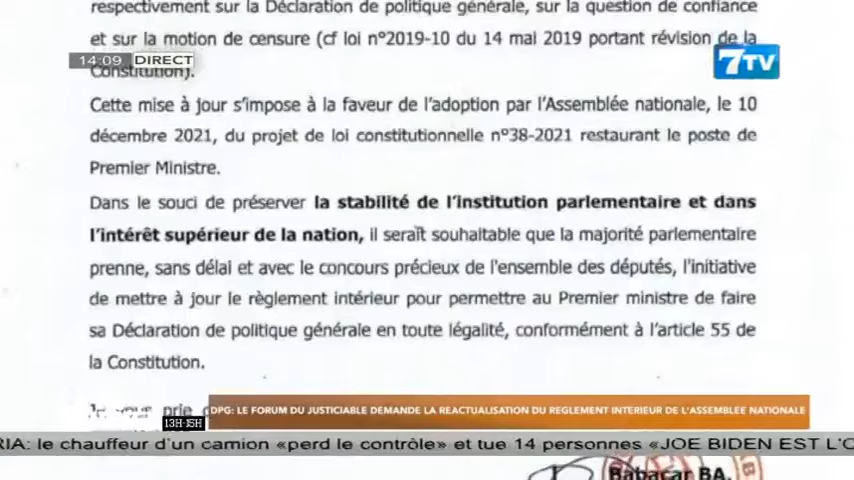 respectivement sur la Déclaration de politique générale, sur la question de confiance
et sur la motion de censure (cf loi n°2019-10 du 14 mai 2019 portant révision de la
14:09 DIRECT
7TV
Constitution).
Cette mise à jour s'impose à la faveur de l'adoption par l'Assemblée nationale, le 10
décembre 2021, du projet de loi constitutionnelle n°38-2021 restaurant le poste de
Premier Ministre.
Dans le souci de préserver la stabilité de l'institution parlementaire et dans
l'intérêt supérieur de la nation, il serait souhaitable que la majorité parlementaire
prenne, sans délai et avec le concours précieux de l'ensemble des députés, l'initiative
de mettre à jour le règlement intérieur pour permettre au Premier ministre de faire
sa Déclaration de politique générale en toute légalité, conformément à l'article 55 de
la Constitution.
prie
DPG: LE FORUM DU JUSTICIABLE DEMANDE LA REACTUALISATION DU REGLEMENT INTERIEUR DE L'ASSEMBLEE NATIONALE
13H-15H
RIA: le chauffeur d'un camion «perd le contrôle» et tue 14 personnes «JOE BIDEN EST L'O
Babacar BA.